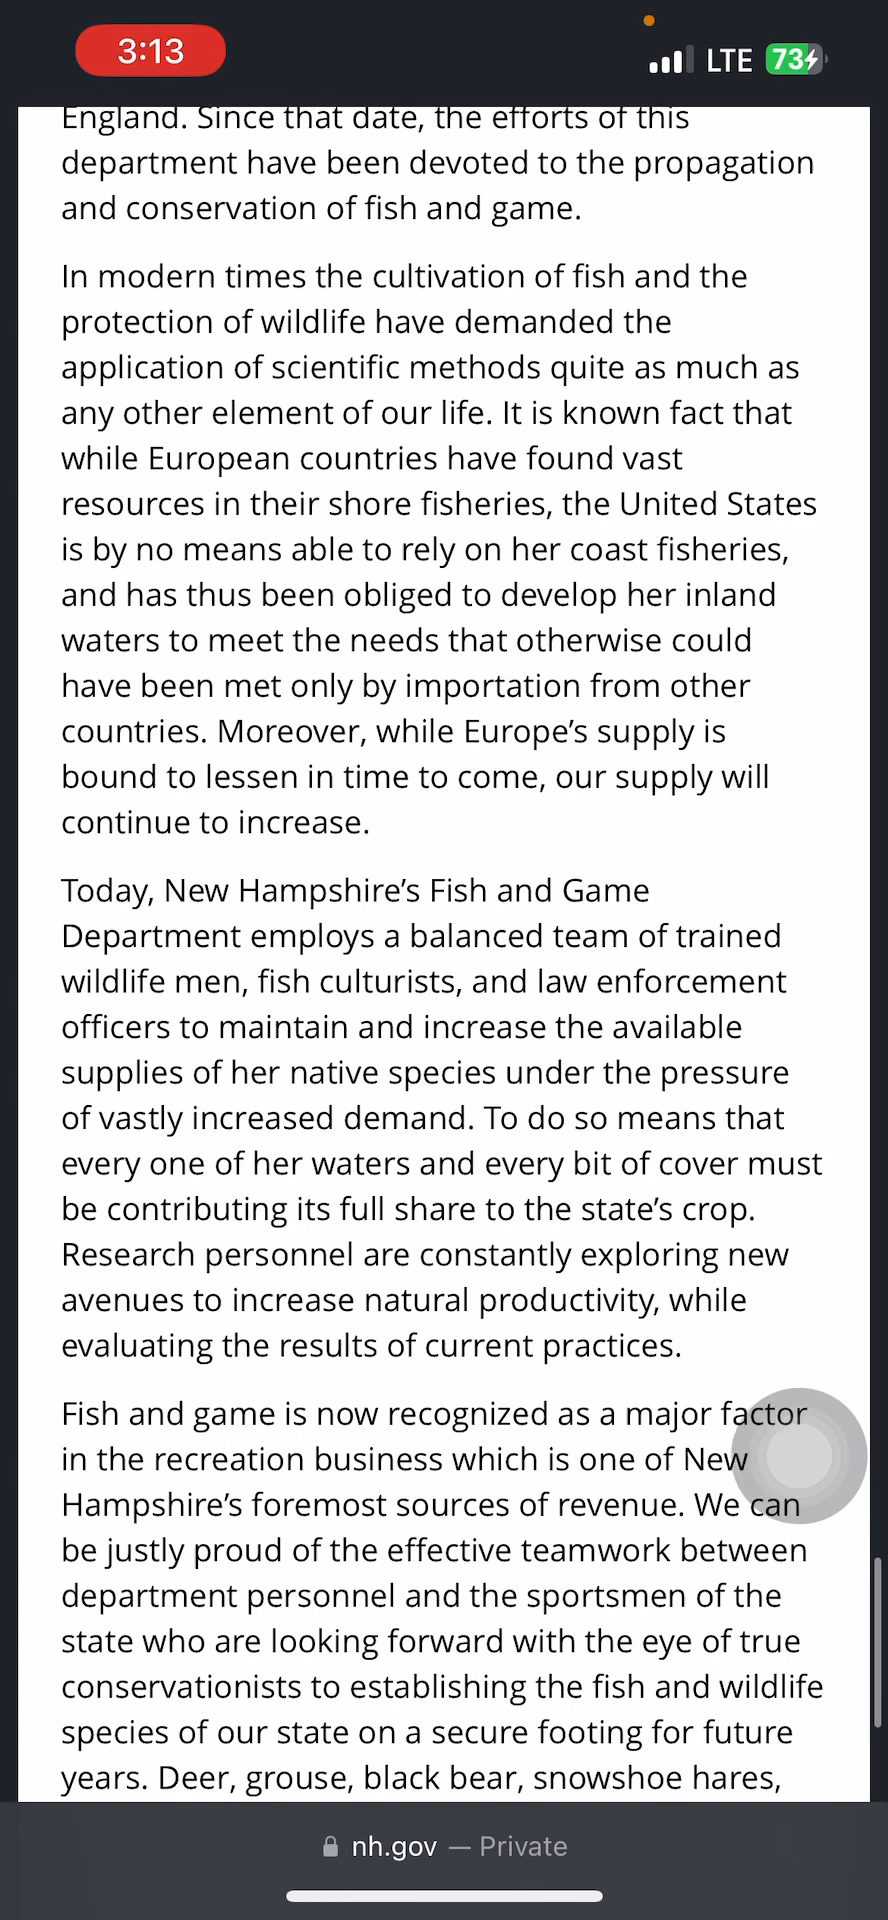 3:13
LTE 73
England. Since that date, the efforts of this
department have been devoted to the propagation
and conservation of fish and game.
In modern times the cultivation of fish and the
protection of wildlife have demanded the
application of scientific methods quite as much as
any other element of our life. It is known fact that
while European countries have found vast
resources in their shore fisheries, the United States
is by no means able to rely on her coast fisheries,
and has thus been obliged to develop her inland
waters to meet the needs that otherwise could
have been met only by importation from other
countries. Moreover, while Europe’s supply is
bound to lessen in time to come, our supply will
continue to increase.
Today, New Hampshire’s Fish and Game
Department employs a balanced team of trained
wildlife men, fish culturists, and law enforcement
officers to maintain and increase the available
supplies of her native species under the pressure
of vastly increased demand. To do so means that
every one of her waters and every bit of cover must
be contributing its full share to the state’s crop.
Research personnel are constantly exploring new
avenues to increase natural productivity, while
evaluating the results of current practices.
Fish and game is now recognized as a major factor
in the recreation business which is one of New
Hampshire’s foremost sources of revenue. We can
be justly proud of the effective teamwork between
department personnel and the sportsmen of the
state who are looking forward with the eye of true
conservationists to establishing the fish and wildlife
species of our state on a secure footing for future
years. Deer, grouse, black bear, snowshoe hares,
nh.gov — Private